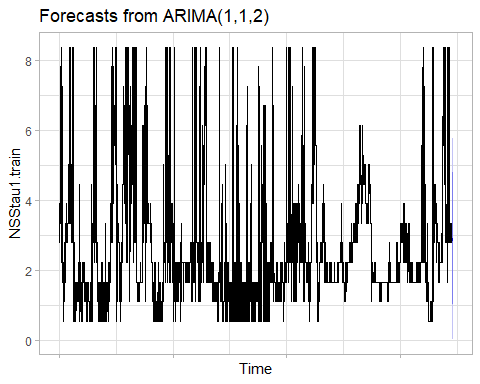 Forecasts from ARIMA(1,1,2)
8
6
4
2
0
NSStau1.train
Time